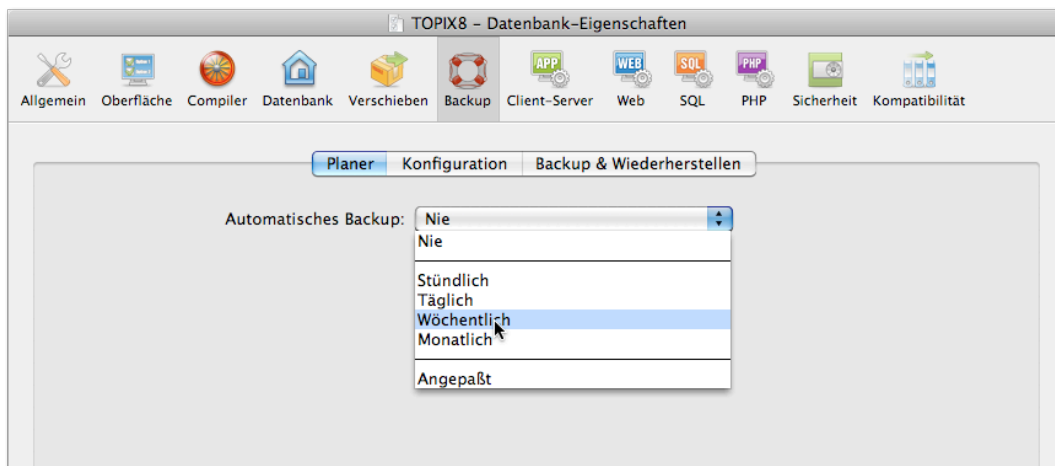 TOPIX8 – Datenbank-Eigenschaften
APP WEB SQL PHP
Allgemein Oberfläche Compiler Datenbank Verschieben Backup Client-Server Web SQL PHP Sicherheit Kompatibilität
Planer Konfiguration Backup & Wiederherstellen
Automatisches Backup: Nie
Nie
Stündlich
Täglich
Wöchentlich
Monatlich
Angepaßt